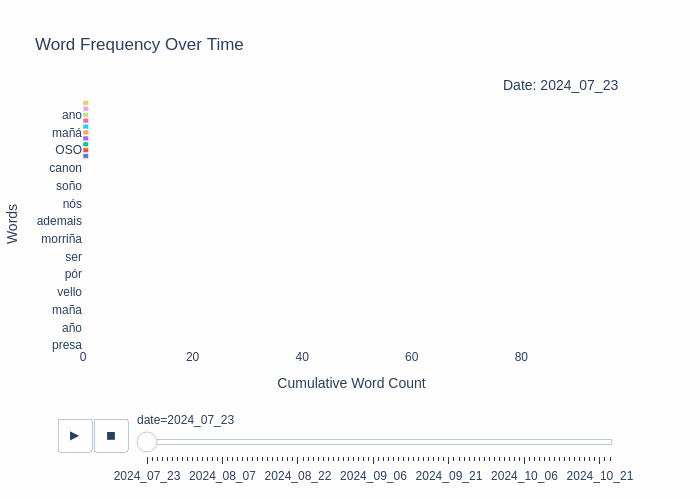 Word Frequency Over Time
Date: 2024_07_23
Words
ano
mañá
OSO
canon
soño
nós
ademais
morriña
ser
pór
vello
maña
año
presa
0 20 40 60 80
Cumulative Word Count
date=2024_07_23
2024_07_23 2024_08_07 2024_08_22 2024_09_06 2024_09_21 2024_10_06 2024_10_21